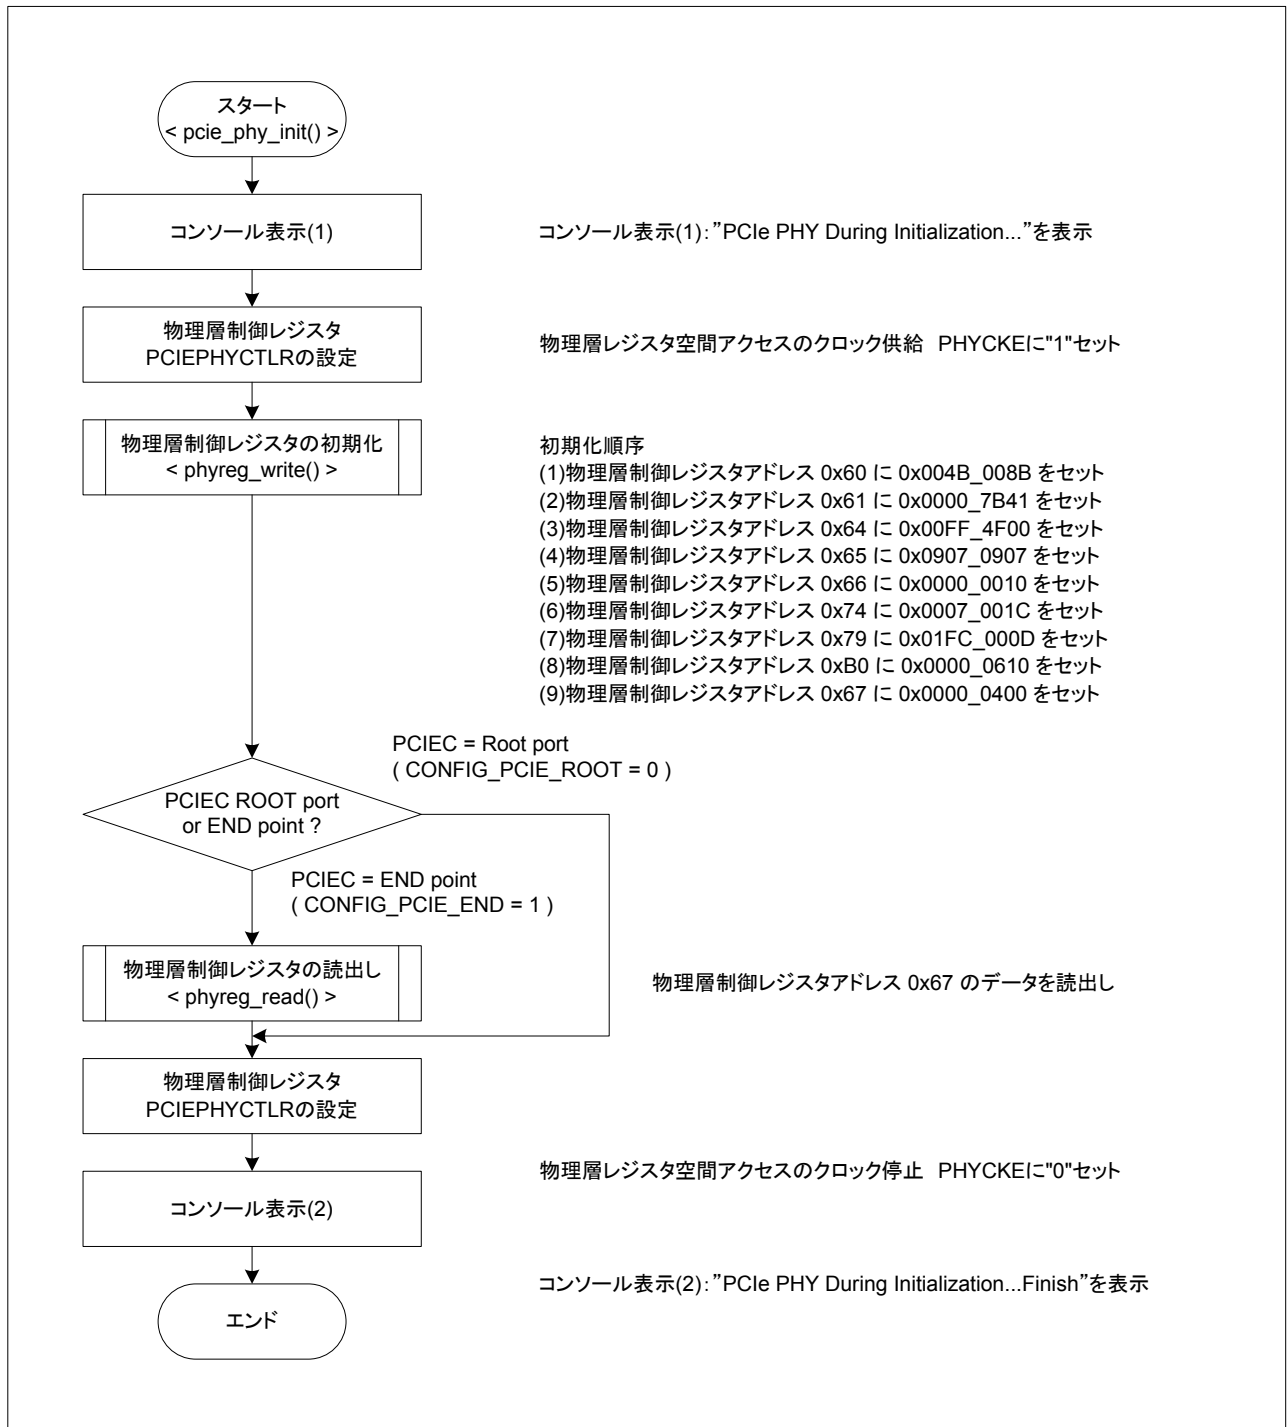 スタート
< pcie_phy_init() >
コンソール表示(1)
コンソール表示(1):”PCIe PHY During Initialization...”を表示
物理層制御レジスタ
PCIEPHYCTLRの設定
物理層レジスタ空間アクセスのクロック供給 PHYCKEに"1"セット
物理層制御レジスタの初期化
< phyreg_write() >
初期化順序
(1)物理層制御レジスタアドレス 0x60 に 0x004B_008B をセット
(2)物理層制御レジスタアドレス 0x61 に 0x0000_7B41 をセット
(3)物理層制御レジスタアドレス 0x64 に 0x00FF_4F00 をセット
(4)物理層制御レジスタアドレス 0x65 に 0x0907_0907 をセット
(5)物理層制御レジスタアドレス 0x66 に 0x0000_0010 をセット
(6)物理層制御レジスタアドレス 0x74 に 0x0007_001C をセット
(7)物理層制御レジスタアドレス 0x79 に 0x01FC_000D をセット
(8)物理層制御レジスタアドレス 0xB0 に 0x0000_0610 をセット
(9)物理層制御レジスタアドレス 0x67 に 0x0000_0400 をセット
PCIEC = Root port
( CONFIG_PCIE_ROOT = 0 )
PCIEC ROOT port
or END point ?
PCIEC = END point
( CONFIG_PCIE_END = 1 )
物理層制御レジスタの読出し
< phyreg_read() >
物理層制御レジスタアドレス 0x67 のデータを読出し
物理層制御レジスタ
PCIEPHYCTLRの設定
物理層レジスタ空間アクセスのクロック停止 PHYCKEに"0"セット
コンソール表示(2)
コンソール表示(2):”PCIe PHY During Initialization...Finish”を表示
エンド